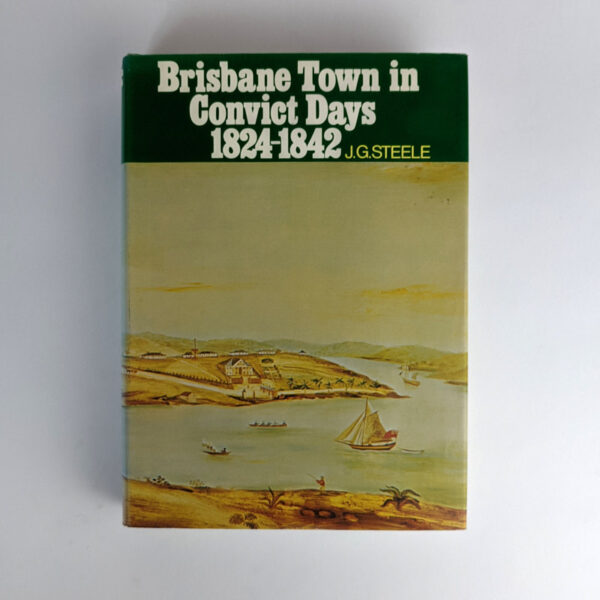 Brisbane Town in
Convict Days
1824-1842 J.G.STEELE